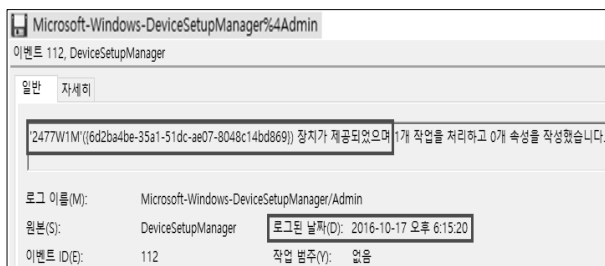 Microsoft-Windows-DeviceSetupManager%4Admin
이벤트 112, DeviceSetupManager
일반 자세히
'2477W1M'({6d2ba4be-35a1-51dc-ae07-8048c14bd869}) 장치가 제공되었으며 1개 작업을 처리하고 0개 속성을 작성했습니다.
로그 이름(M): Microsoft-Windows-DeviceSetupManager/Admin
원본(S): DeviceSetupManager 로그된 날짜(D): 2016-10-17 오후 6:15:20
이벤트 ID(E): 112 작업 범주(Y): 없음